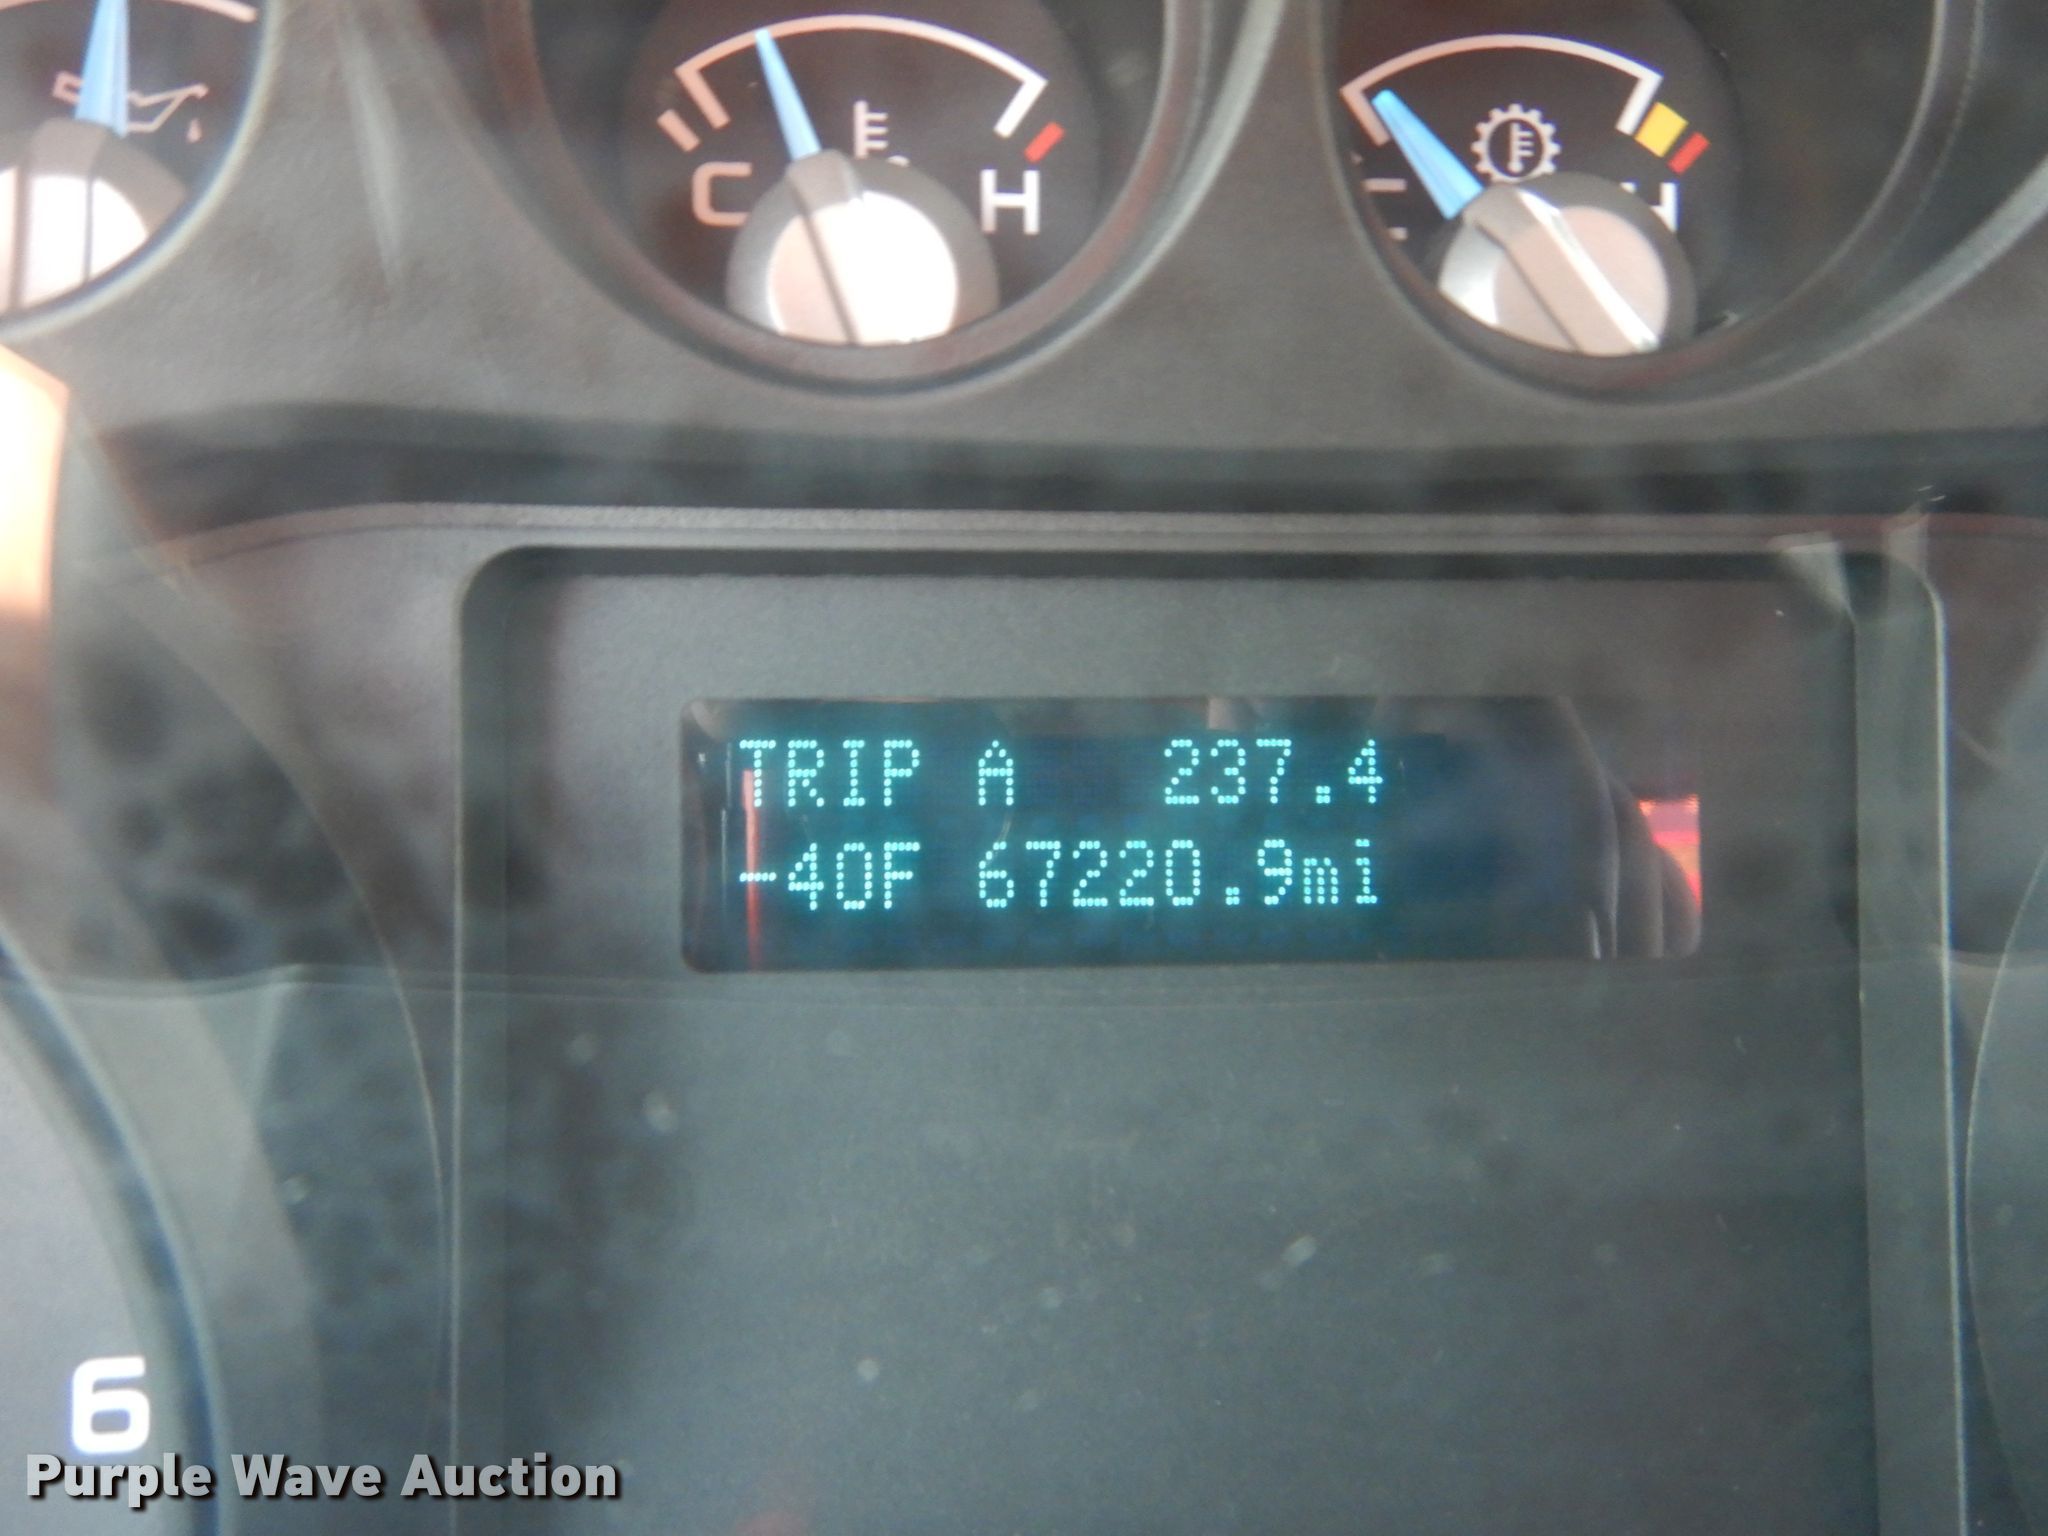 C H
C H
TRIP A 237.4
-40F 67220.9mi
6
Purple Wave Auction